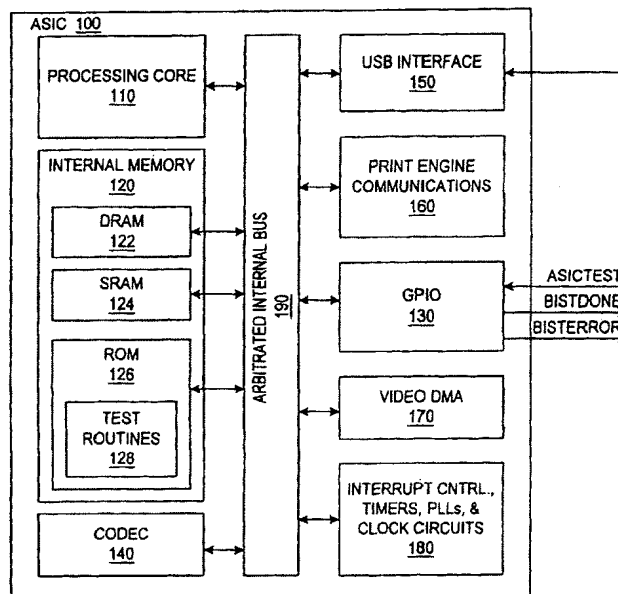 ASIC 100
PROCESSING CORE
110
INTERNAL MEMORY
120
DRAM
122
SRAM
124
ROM
126
TEST
ROUTINES
128
CODEC
140
ARBITRATED INTERNAL BUS
190
USB INTERFACE
150
PRINT ENGINE
COMMUNICATIONS
160
GPIO
130
ASICTEST
BISTDONE
BISTERROR
VIDEO DMA
170
INTERRUPT CNTRL.,
TIMERS, PLLs, &
CLOCK CIRCUITS
180